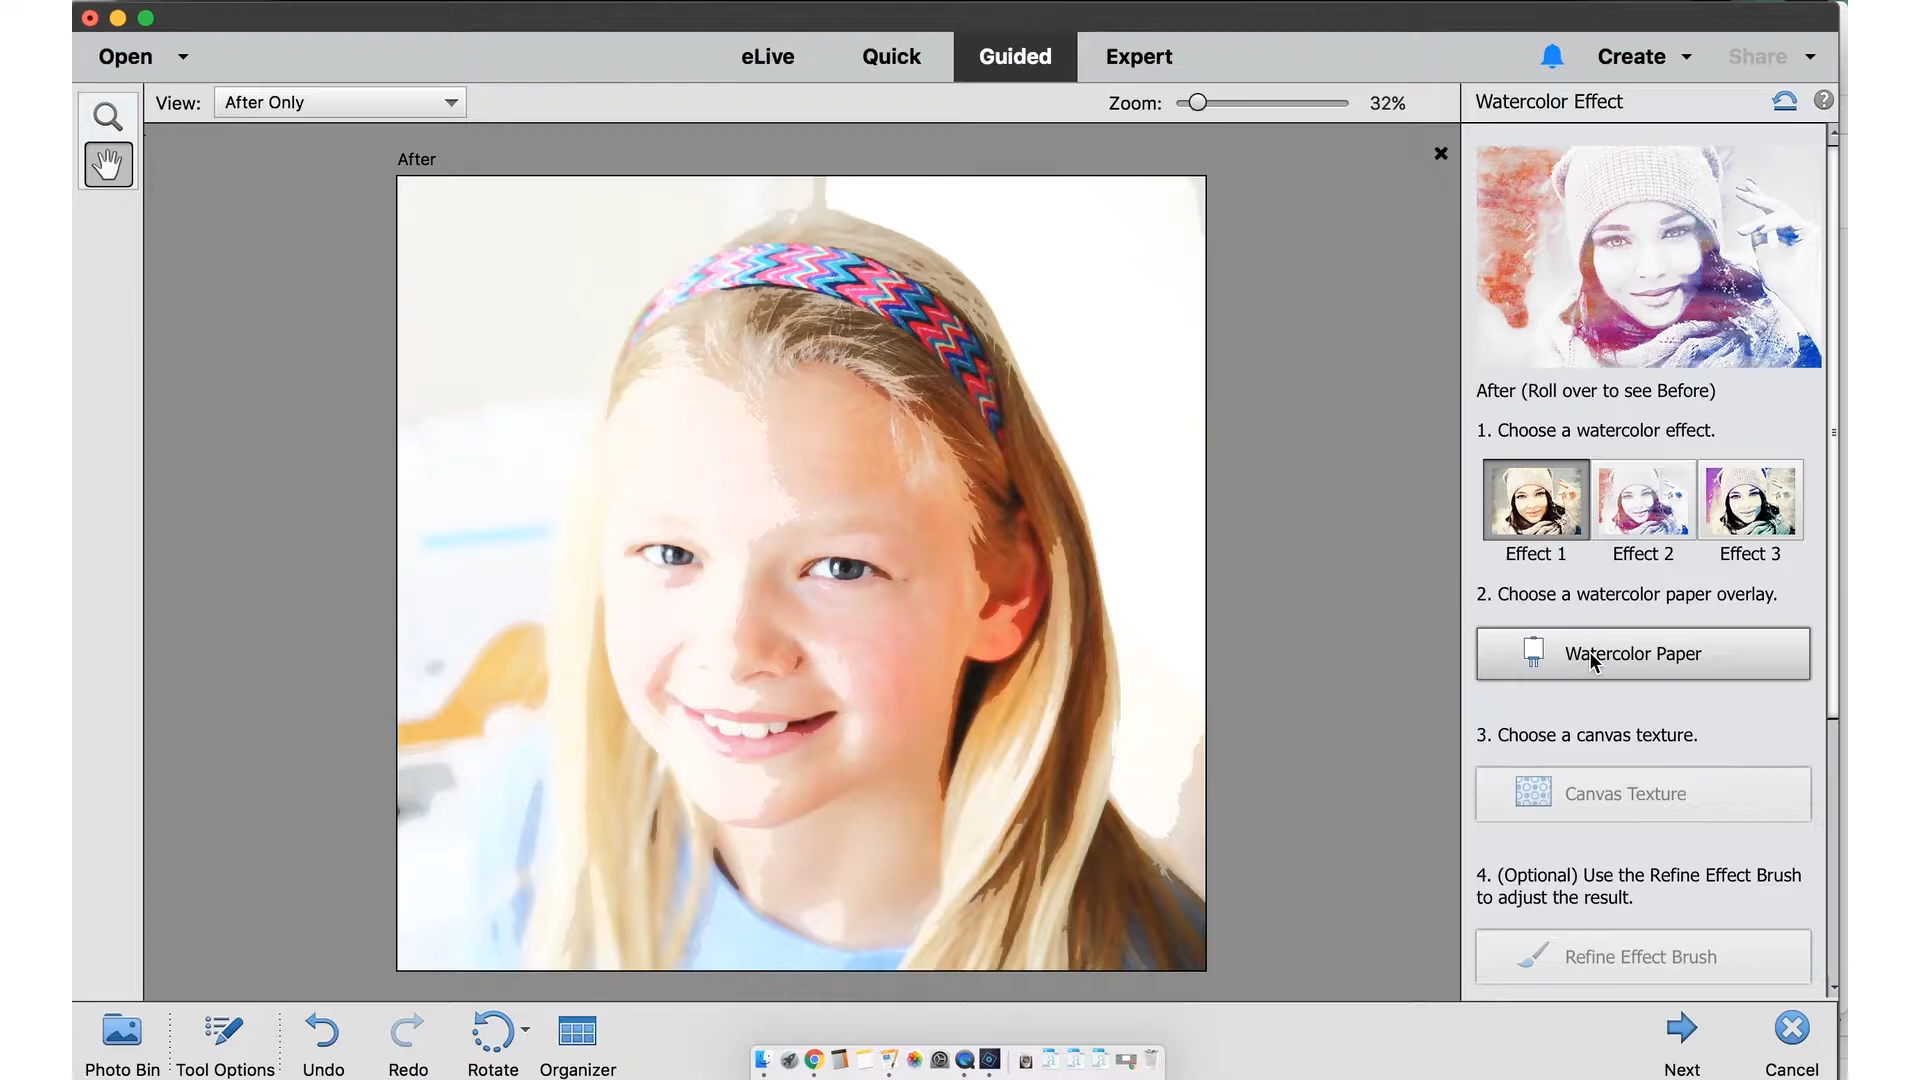 Open eLive Quick Guided Expert Create Share
View: After Only Zoom: 32% Watercolor Effect
After
After (Roll over to see Before)
1. Choose a watercolor effect.
Effect 1 Effect 2 Effect 3
2. Choose a watercolor paper overlay.
Watercolor Paper
3. Choose a canvas texture.
Canvas Texture
4. (Optional) Use the Refine Effect Brush
to adjust the result.
Refine Effect Brush
Photo Bin Tool Options Undo Redo Rotate Organizer Next Cancel